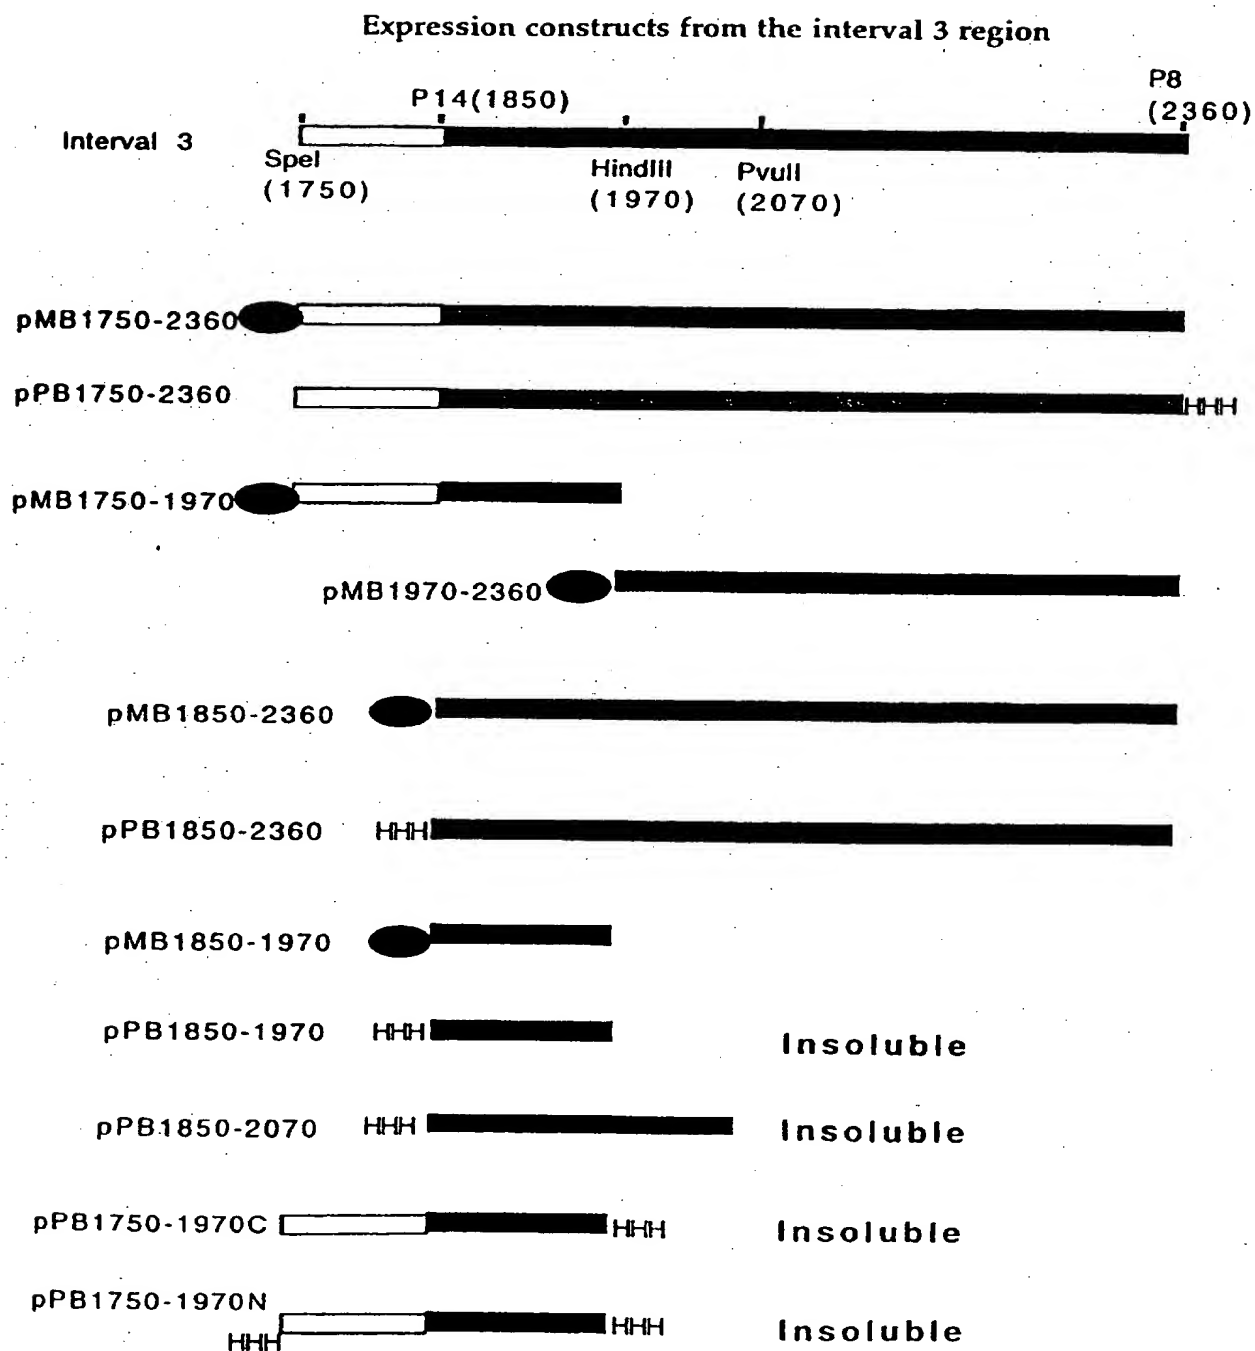 Expression constructs from the interval 3 region
P8
P14(1850)
(2360)
Interval 3
SpeI
(1750)
HindIII
(1970)
PvuII
(2070)
pMB1750-2360
pPB1750-2360
HHH
pMB1750-1970
pMB1970-2360
pMB1850-2360
pPB1850-2360 HHH
pMB1850-1970
pPB1850-1970 HHH Insoluble
pPB1850-2070 HHH Insoluble
pPB1750-1970C HHH Insoluble
pPB1750-1970N
HHH HHH Insoluble